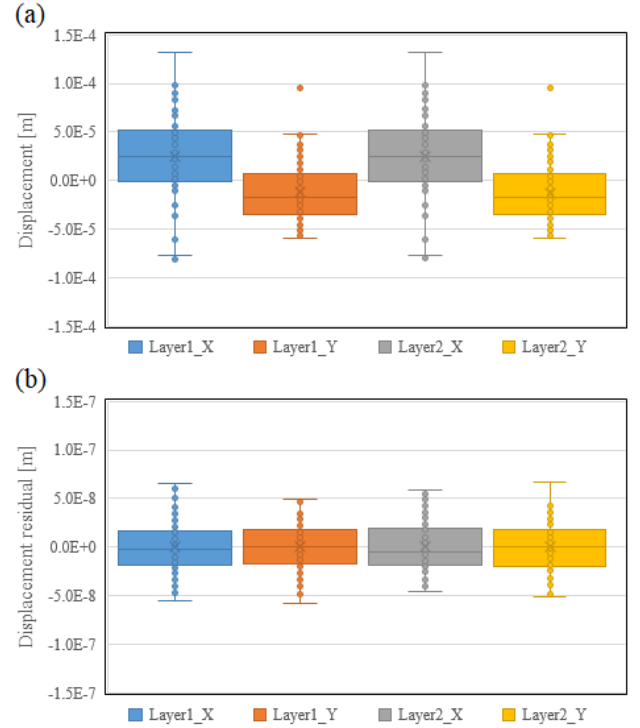 (a)
Displacement [m]
1.5E-4
1.0E-4
5.0E-5
0.0E+0
-5.0E-5
-1.0E-4
-1.5E-4
Layer1_X Layer1_Y Layer2_X Layer2_Y
(b)
Displacement residual [m]
1.5E-7
1.0E-7
5.0E-8
0.0E+0
-5.0E-8
-1.0E-7
-1.5E-7
Layer1_X Layer1_Y Layer2_X Layer2_Y